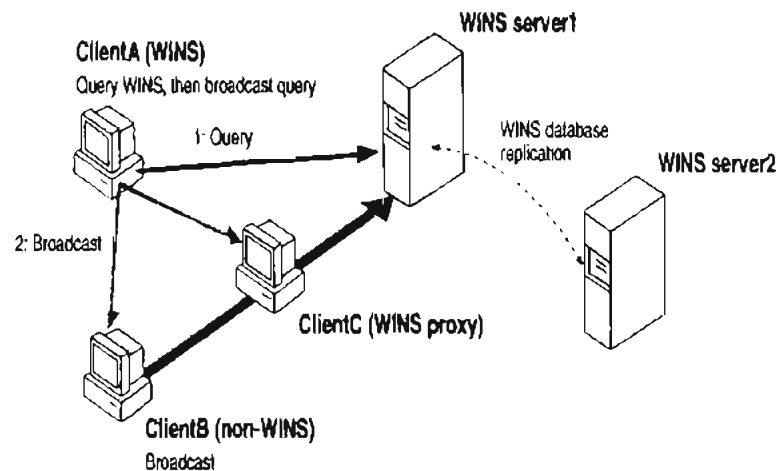 WINS server1
ClientA (WINS)
Query WINS, then broadcast query
1: Query
WINS database
replication
WINS server2
2: Broadcast
ClientC (WINS proxy)
ClientB (non-WINS)
Broadcast